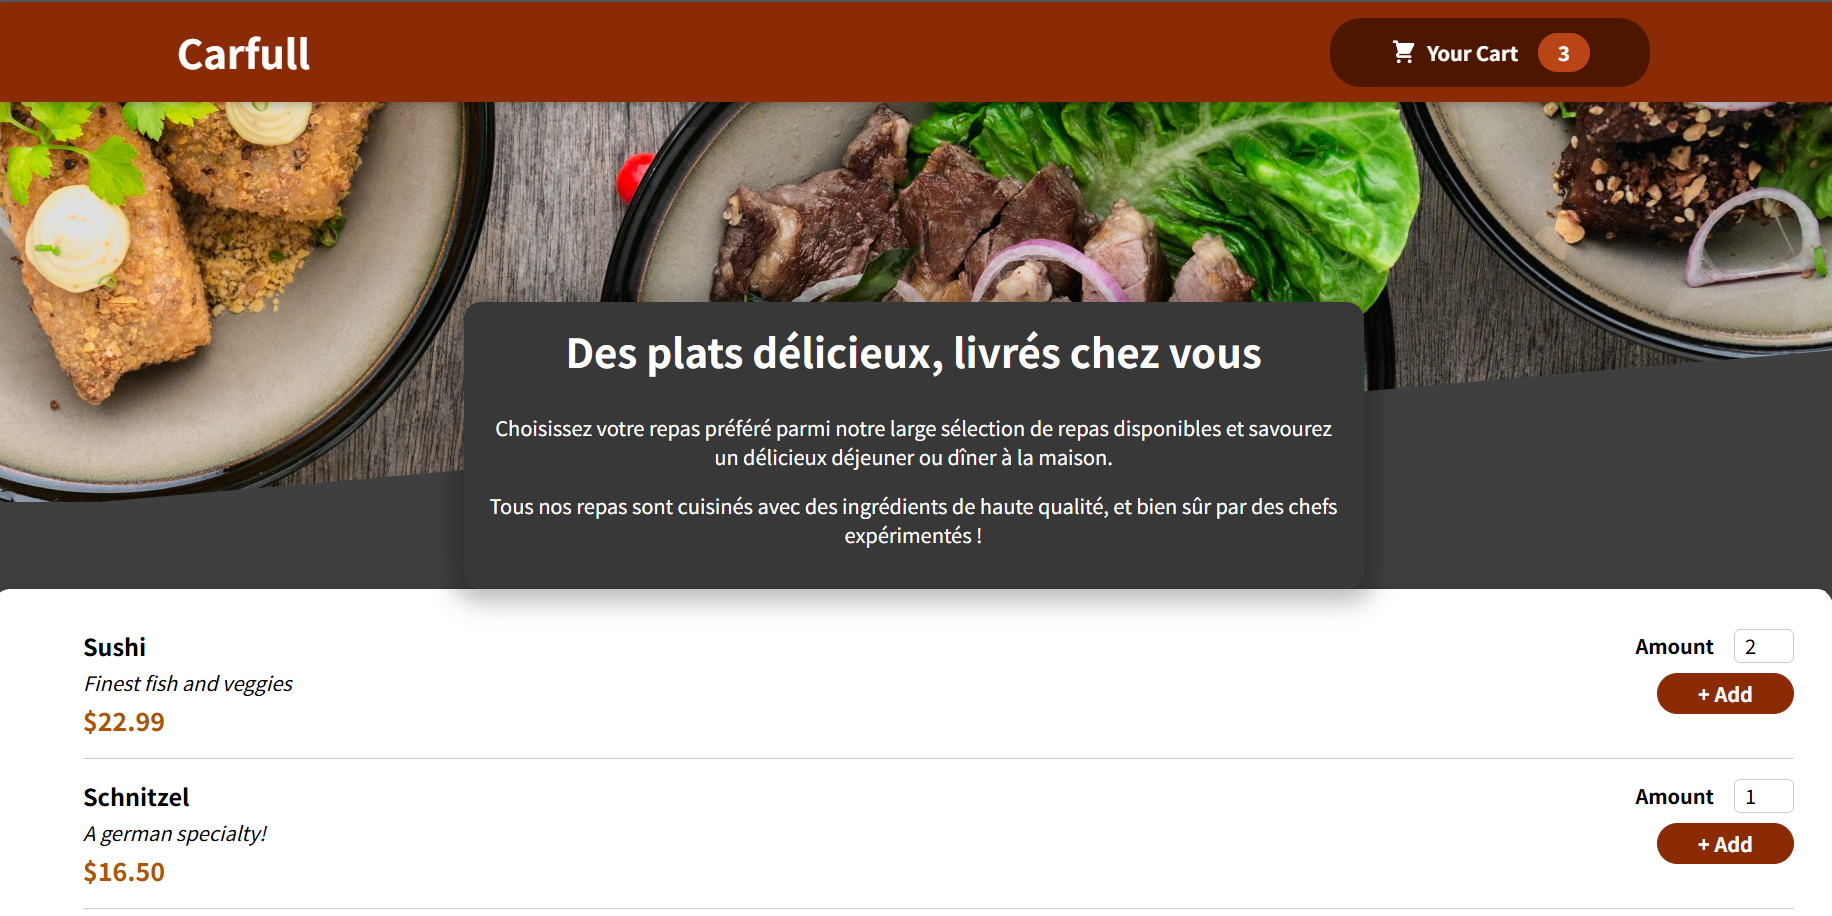 Carfull
Your Cart 3
Des plats délicieux, livrés chez vous
Choisissez votre repas préféré parmi notre large sélection de repas disponibles et savourez
un délicieux déjeuner ou dîner à la maison.
Tous nos repas sont cuisinés avec des ingrédients de haute qualité, et bien sûr par des chefs
expérimentés !
Sushi
Finest fish and veggies
$22.99
Amount 2
+ Add
Schnitzel
A german specialty!
$16.50
Amount 1
+ Add